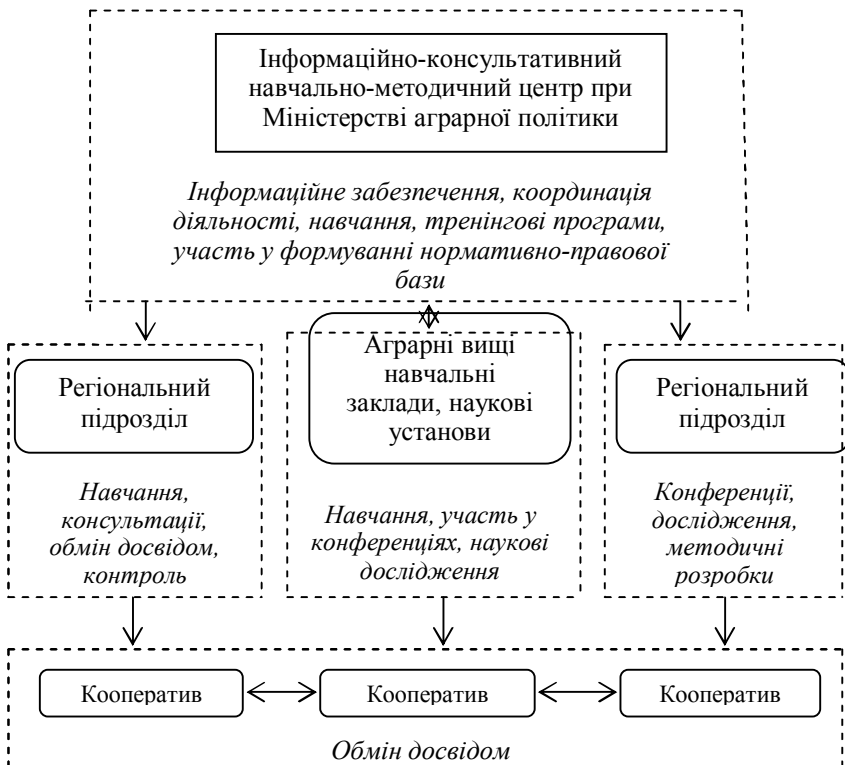 Інформаційно-консультативний
навчально-методичний центр при
Міністерстві аграрної політики
Інформаційне забезпечення, координація
діяльності, навчання, тренінгові програми,
участь у формуванні нормативно-правової
бази
Регіональний
підрозділ
Навчання,
консультації,
обмін досвідом,
контроль
Аграрні вищі
навчальні
заклади, наукові
установи
Навчання, участь у
конференціях, наукові
дослідження
Регіональний
підрозділ
Конференції,
дослідження,
методичні
розробки
Кооператив
Кооператив
Кооператив
Обмін досвідом